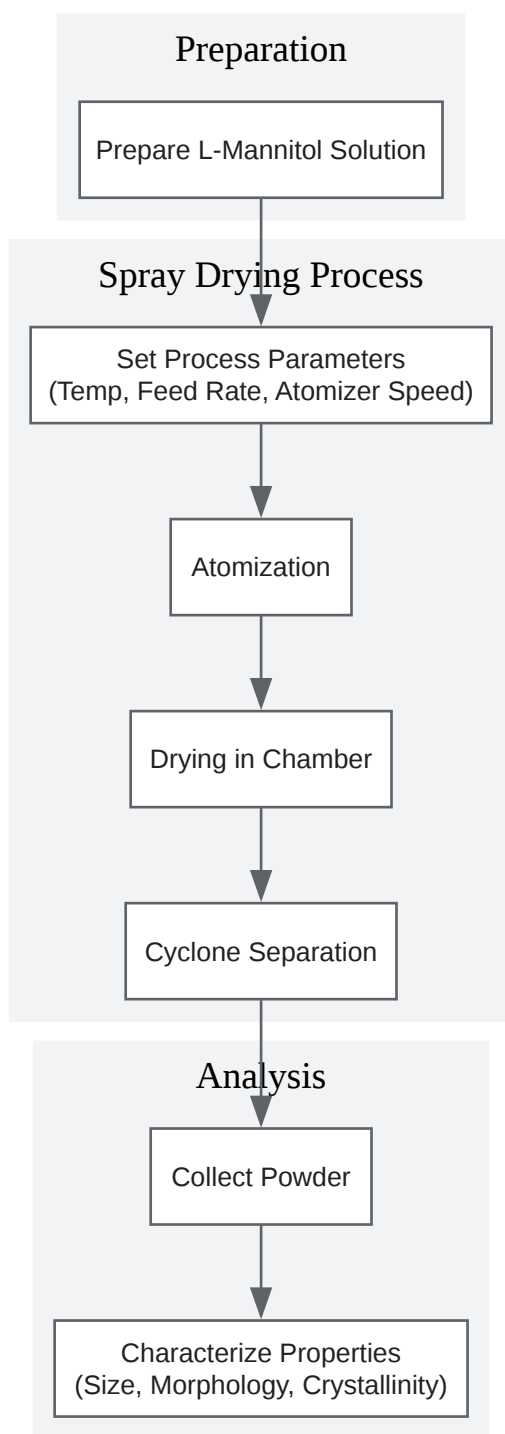 Preparation
Prepare L-Mannitol Solution
Spray Drying Process
Set Process Parameters
(Temp, Feed Rate, Atomizer Speed)
Atomization
Drying in Chamber
Cyclone Separation
Analysis
Collect Powder
Characterize Properties
(Size, Morphology, Crystallinity)